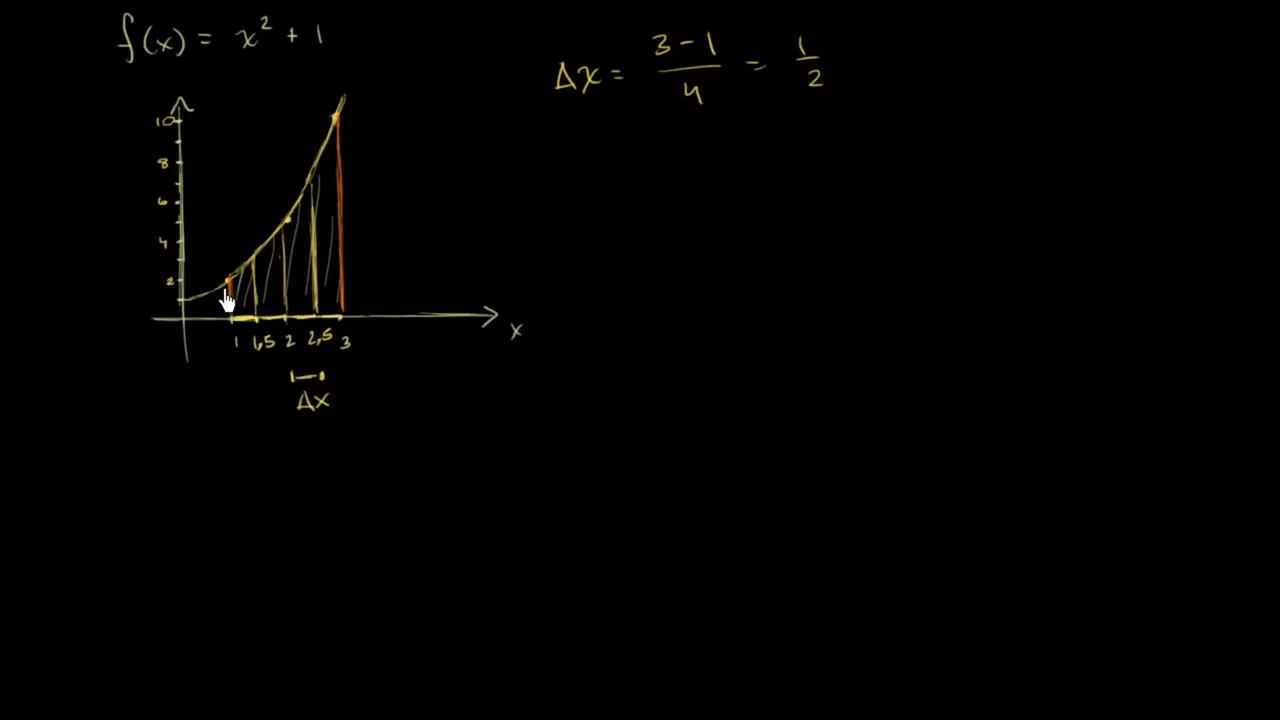 f(x) = x² + 1
Δx = 3 - 1 / 4 = 1 / 2
10
8
6
4
2
1 1,5 2 2,5 3
x
Δx